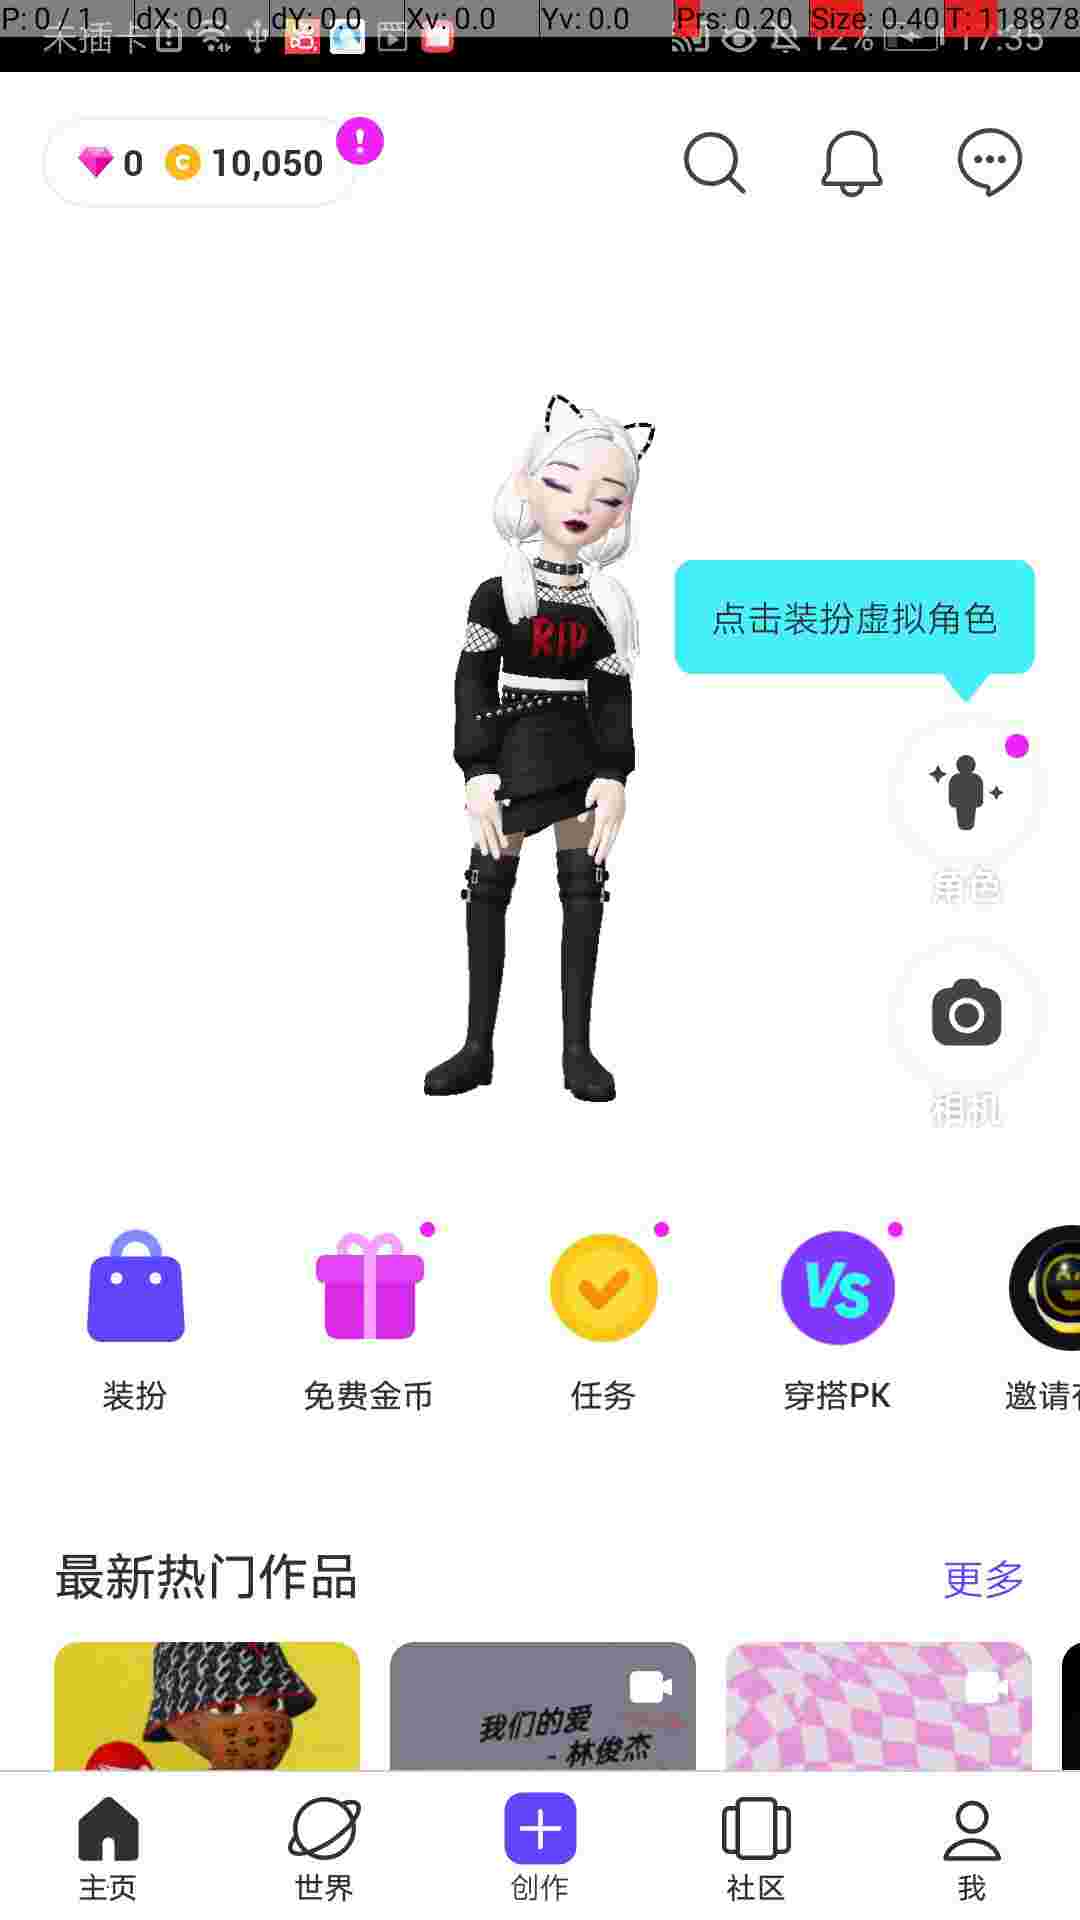 P: 0 / 1 dX: 0.0 dY: 0.0 Xv: 0.0 Yv: 0.0 Prs: 0.20 Size: 0.40 T: 118878
未插卡 12% 17:35
0 10,050
RIP
点击装扮虚拟角色
角色
相机
VS
装扮 免费金币 任务 穿搭PK 邀请
最新热门作品 更多
我们的爱
- 林俊杰
主页 世界 创作 社区 我